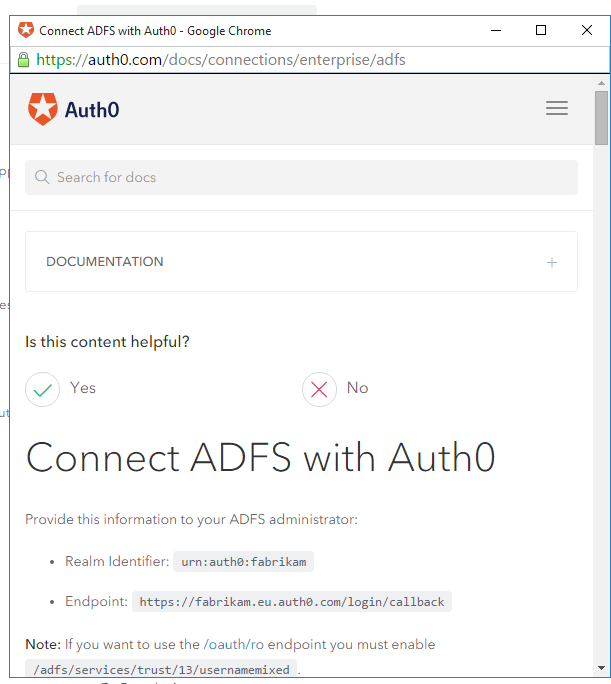 Connect ADFS with Auth0 - Google Chrome
https://auth0.com/docs/connections/enterprise/adfs
Auth0
Search for docs
DOCUMENTATION +
Is this content helpful?
Yes No
Connect ADFS with Auth0
Provide this information to your ADFS administrator:
• Realm Identifier: urn:auth0:fabrikam
• Endpoint: https://fabrikam.eu.auth0.com/login/callback
Note: If you want to use the /oauth/ro endpoint you must enable
/adfs/services/trust/13/usernamemixed .